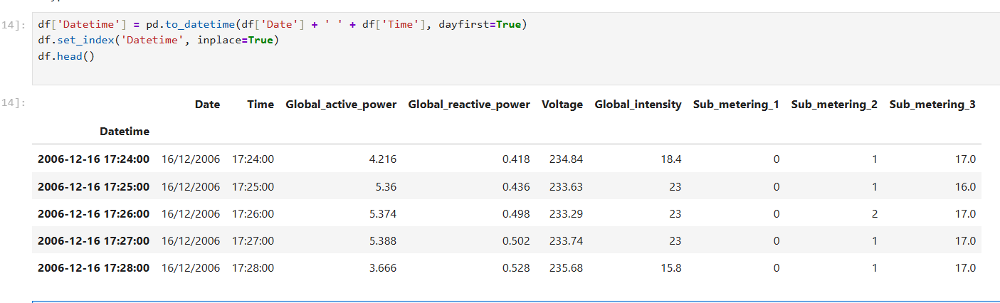 14]:
df['Datetime'] = pd.to_datetime(df['Date'] + ' ' + df['Time'], dayfirst=True)
df.set_index('Datetime', inplace=True)
df.head()
14]:
Date Time Global_active_power Global_reactive_power Voltage Global_intensity Sub_metering_1 Sub_metering_2 Sub_metering_3
Datetime
2006-12-16 17:24:00 16/12/2006 17:24:00 4.216 0.418 234.84 18.4 0 1 17.0
2006-12-16 17:25:00 16/12/2006 17:25:00 5.36 0.436 233.63 23 0 1 16.0
2006-12-16 17:26:00 16/12/2006 17:26:00 5.374 0.498 233.29 23 0 2 17.0
2006-12-16 17:27:00 16/12/2006 17:27:00 5.388 0.502 233.74 23 0 1 17.0
2006-12-16 17:28:00 16/12/2006 17:28:00 3.666 0.528 235.68 15.8 0 1 17.0